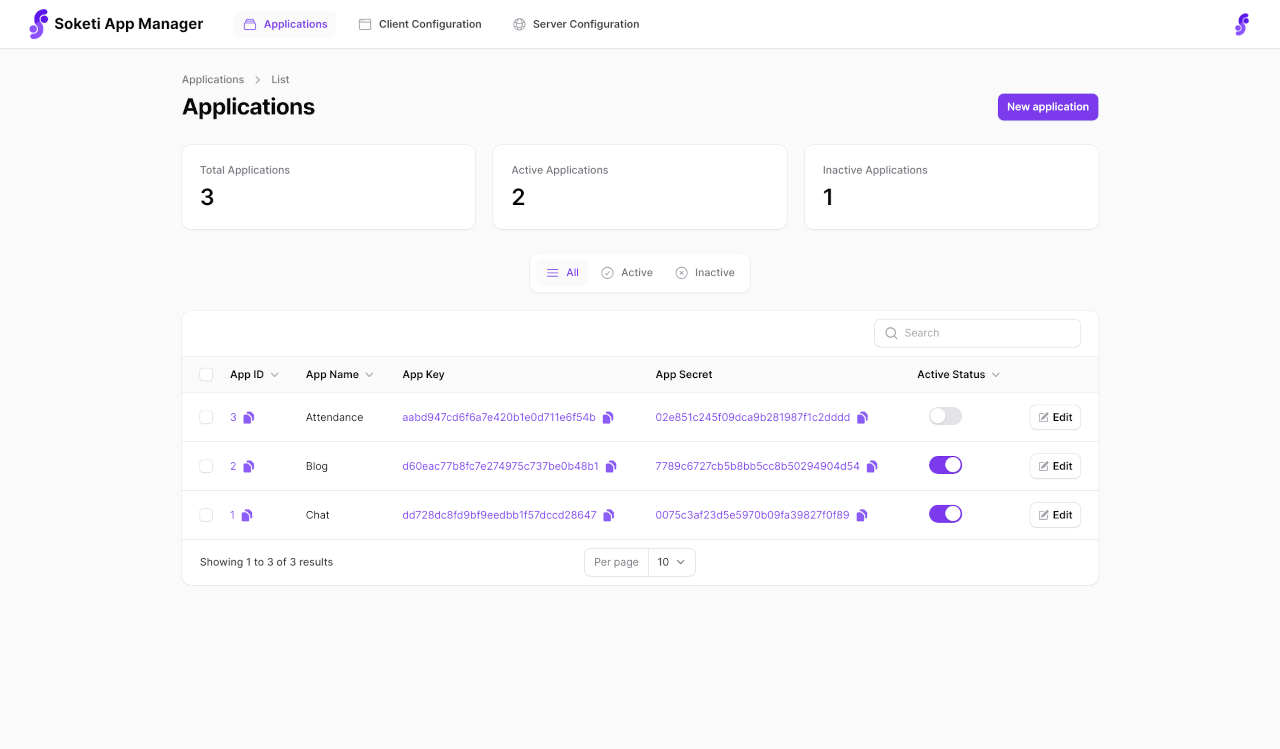 Soketi App Manager Applications Client Configuration Server Configuration
Applications List
Applications
New application
Total Applications Active Applications Inactive Applications
3 2 1
All Active Inactive
Search
App ID App Name App Key App Secret Active Status
3 Attendance aabd947cd6f6a7e420b1e0d711e6f54b 02e851c245f09dca9b281987f1c2dddd Edit
2 Blog d60eac77b8fc7e274975c737be0b48b1 7789c6727cb5b8bb5cc8b50294904d54 Edit
1 Chat dd728dc8fd9bf9eedbb1f57dccd28647 0075c3af23d5e5970b09fa39827f0f89 Edit
Showing 1 to 3 of 3 results Per page 10